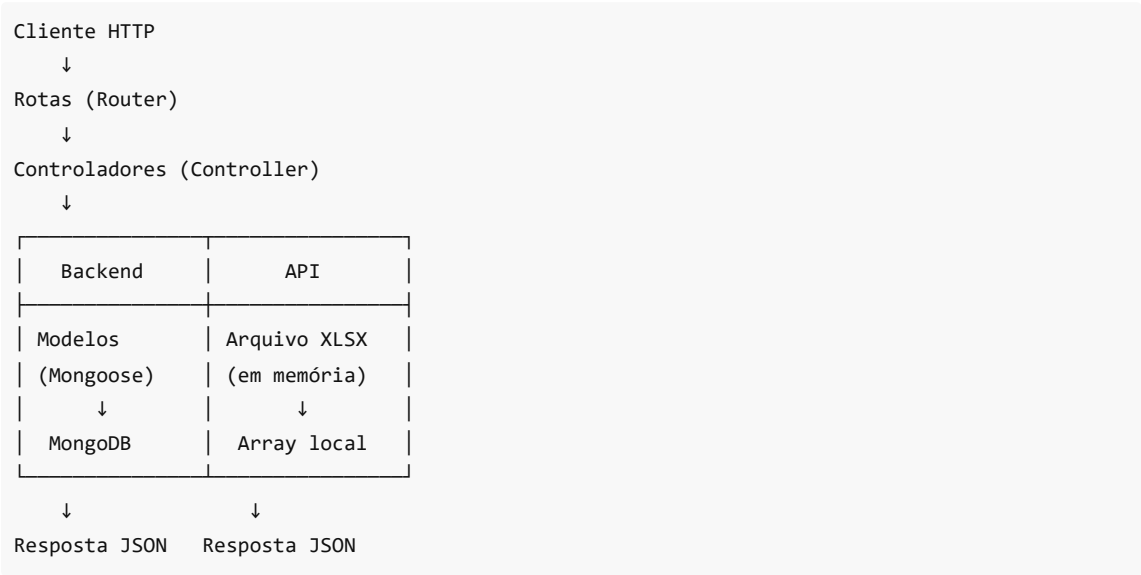 Cliente HTTP
↓
Rotas (Router)
↓
Controladores (Controller)
↓
┌───────────────┬────────────────┐
│   Backend     │      API       │
├───────────────┼────────────────┤
│ Modelos       │ Arquivo XLSX   │
│ (Mongoose)    │ (em memória)   │
│      ↓        │      ↓         │
│  MongoDB      │  Array local   │
└───────────────┴────────────────┘
↓              ↓
Resposta JSON   Resposta JSON